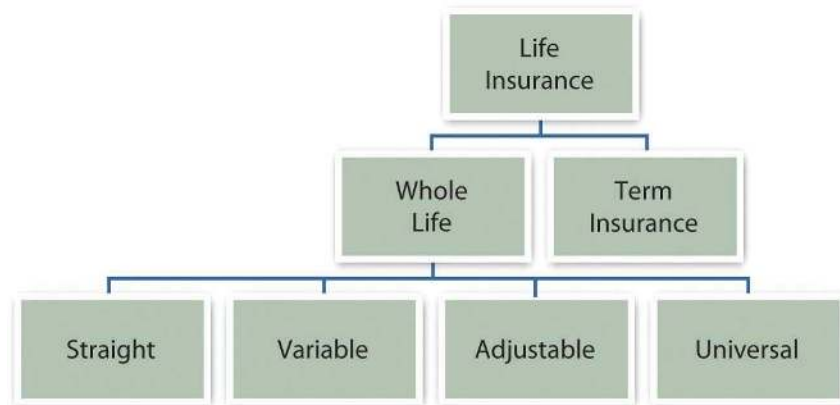 Life
Insurance
Whole
Life
Term
Insurance
Straight
Variable
Adjustable
Universal